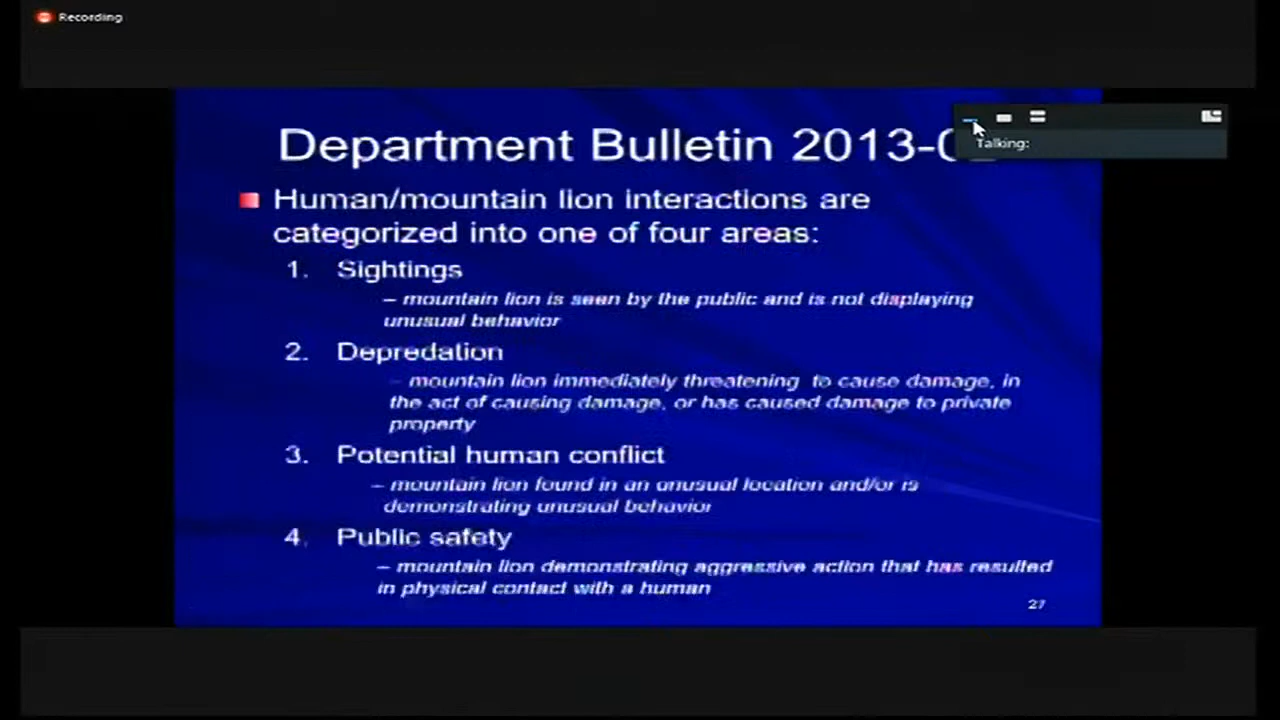 Recording
Talking:
Department Bulletin 2013-0
Human/mountain lion interactions are
categorized into one of four areas:
1. Sightings
– mountain lion is seen by the public and is not displaying
unusual behavior
2. Depredation
– mountain lion immediately threatening to cause damage, in
the act of causing damage, or has caused damage to private
property
3. Potential human conflict
– mountain lion found in an unusual location and/or is
demonstrating unusual behavior
4. Public safety
– mountain lion demonstrating aggressive action that has resulted
in physical contact with a human
27